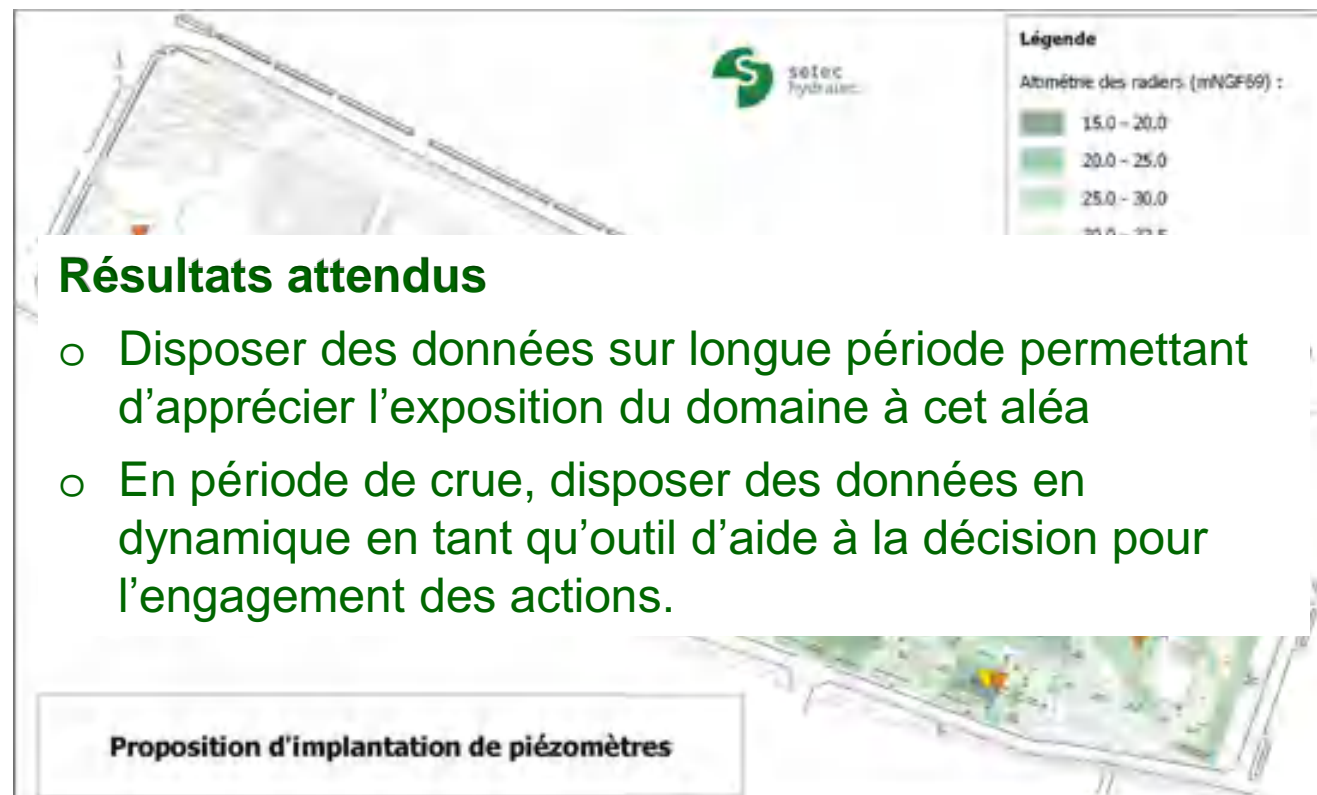 setec
hydratec
Légende
Altimétrie des radiers (mNGF69) :
15.0 - 20.0
20.0 - 25.0
25.0 - 30.0
Résultats attendus
o Disposer des données sur longue période permettant
d’apprécier l’exposition du domaine à cet aléa
o En période de crue, disposer des données en
dynamique en tant qu’outil d’aide à la décision pour
l’engagement des actions.
Proposition d'implantation de piézomètres